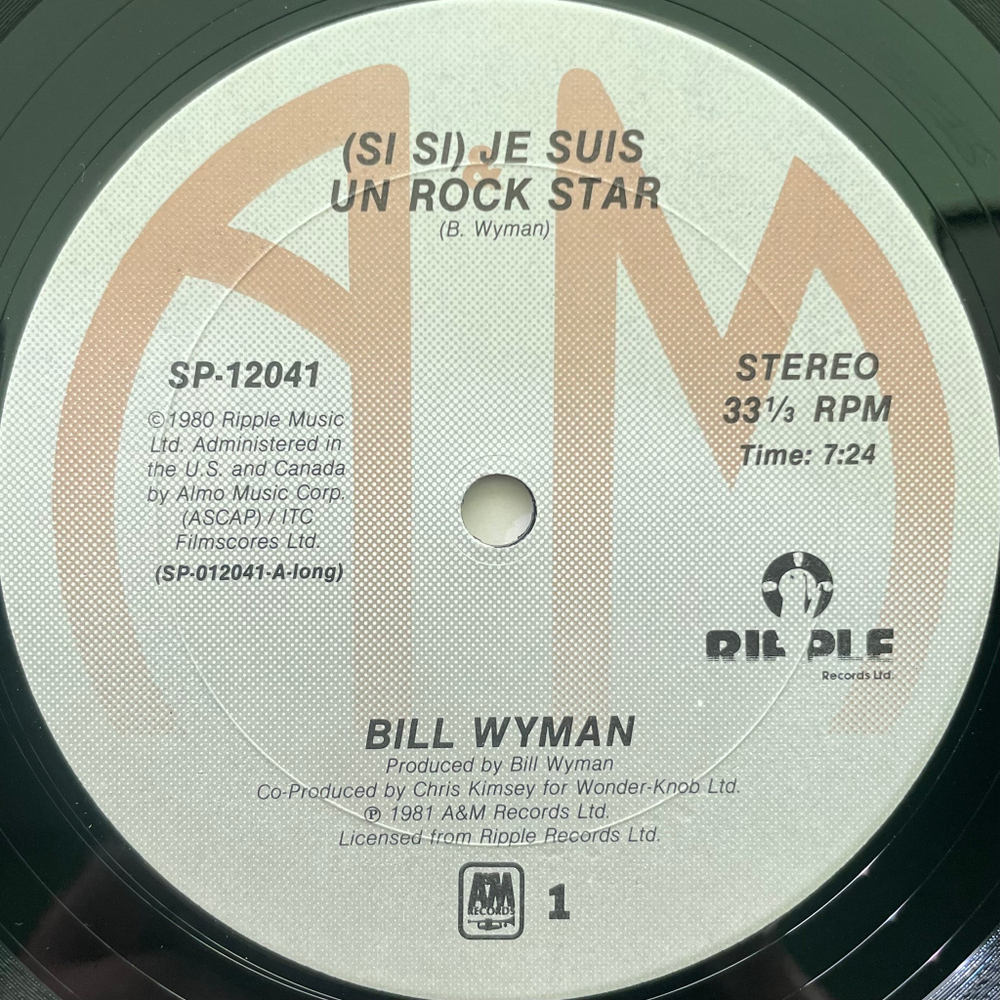 A & M
(SI SI) JE SUIS
UN ROCK STAR
(B. Wyman)
SP-12041
©1980 Ripple Music
Ltd. Administered in
the U.S. and Canada
by Almo Music Corp.
(ASCAP) / ITC
Filmscores Ltd.
(SP-012041-A-long)
STEREO
33 1/3 RPM
Time: 7:24
RIPPLE
Records Ltd.
BILL WYMAN
Produced by Bill Wyman
Co-Produced by Chris Kimsey for Wonder-Knob Ltd.
℗ 1981 A&M Records Ltd.
Licensed from Ripple Records Ltd.
A&M
RECORDS
1